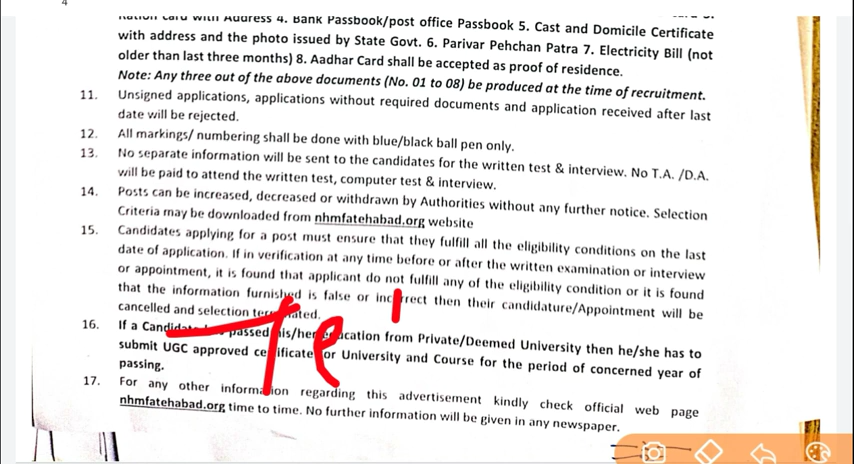 4
with Address 4. Bank Passbook/post office Passbook 5. Cast and Domicile Certificate
with address and the photo issued by State Govt. 6. Parivar Pehchan Patra 7. Electricity Bill (not
older than last three months) 8. Aadhar Card shall be accepted as proof of residence.
Note: Any three out of the above documents (No. 01 to 08) be produced at the time of recruitment.
11. Unsigned applications, applications without required documents and application received after last
date will be rejected.
12. All markings/ numbering shall be done with blue/black ball pen only.
13. No separate information will be sent to the candidates for the written test & interview. No T.A. /D.A.
will be paid to attend the written test, computer test & interview.
14. Posts can be increased, decreased or withdrawn by Authorities without any further notice. Selection
Criteria may be downloaded from nhmfatehabad.org website
15. Candidates applying for a post must ensure that they fulfill all the eligibility conditions on the last
date of application. If in verification at any time before or after the written examination or interview
or appointment, it is found that applicant do not fulfill any of the eligibility condition or it is found
that the information furnished is false or incorrect then their candidature/Appointment will be
cancelled and selection
16. If a Candidate passed his/her education from Private/Deemed University then he/she has to
submit UGC approved certificate for University and Course for the period of concerned year of
passing.
17. For any other information regarding this advertisement kindly check official web page
nhmfatehabad.org time to time. No further information will be given in any newspaper.